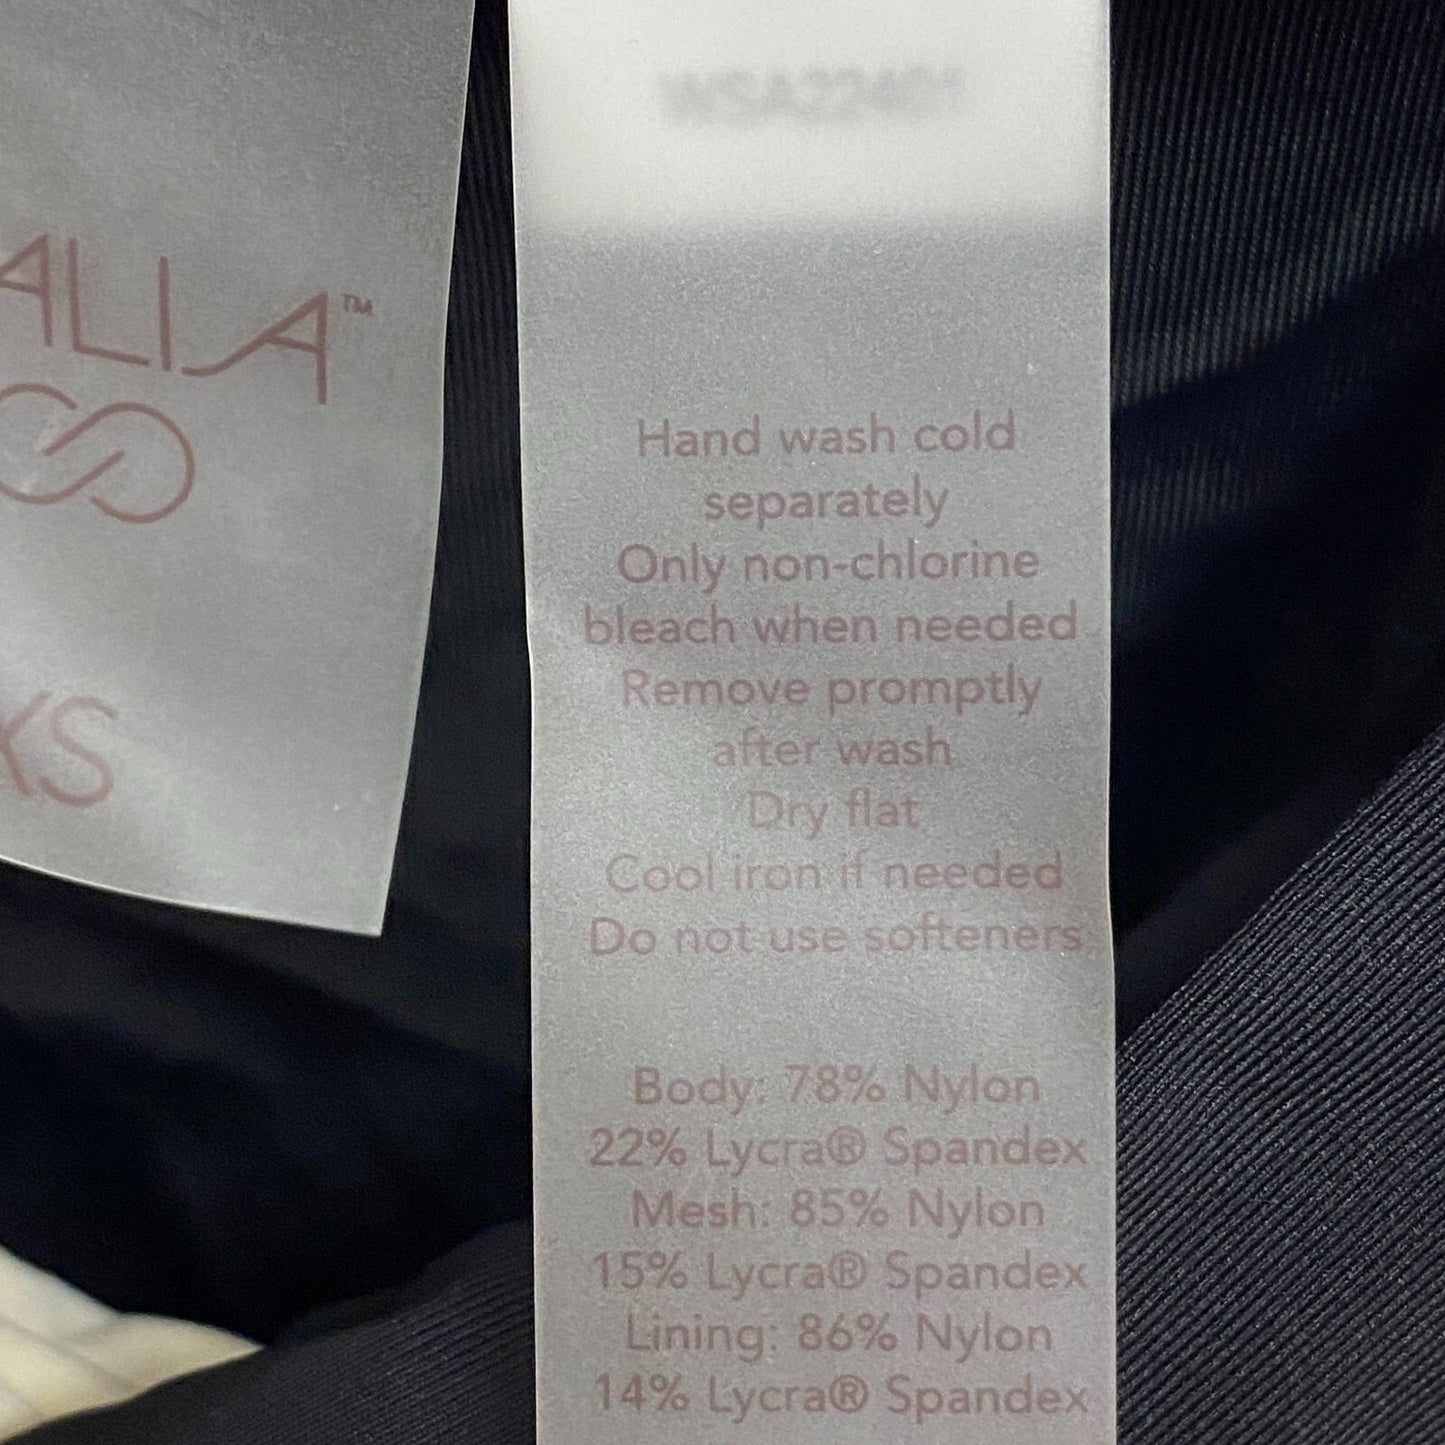 ALIA™
XS
WSA22401
Hand wash cold
separately
Only non-chlorine
bleach when needed
Remove promptly
after wash
Dry flat
Cool iron if needed
Do not use softeners
Body: 78% Nylon
22% Lycra® Spandex
Mesh: 85% Nylon
15% Lycra® Spandex
Lining: 86% Nylon
14% Lycra® Spandex